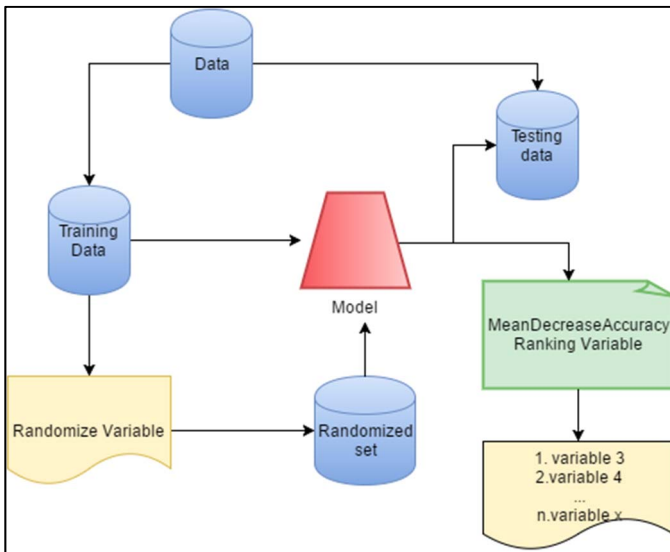 Data
Testing
data
Training
Data
Model
MeanDecreaseAccuracy
Ranking Variable
Randomize Variable
Randomized
set
1. variable 3
2.variable 4
...
n.variable x